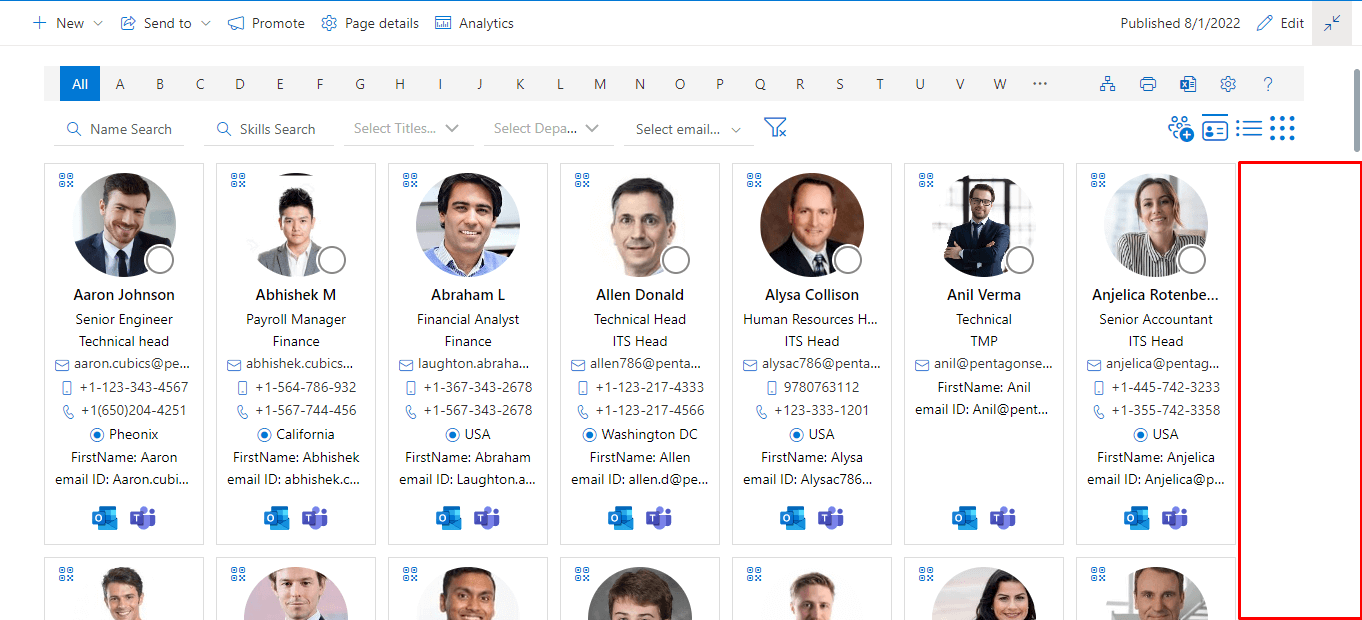 New Send to Promote Page details Analytics Published 8/1/2022 Edit
All A B C D E F G H I J K L M N O P Q R S T U V W ... ?
Name Search Skills Search Select Titles... Select Depa... Select email...
Aaron Johnson
Senior Engineer
Technical head
aaron.cubics@pe...
+1-123-343-4567
+1(650)204-4251
Pheonix
FirstName: Aaron
email ID: Aaron.cubi...
Abhishek M
Payroll Manager
Finance
abhishek.cubics...
+1-564-786-932
+1-567-744-456
California
FirstName: Abhishek
email ID: abhishek.c...
Abraham L
Financial Analyst
Finance
laughton.abraha...
+1-367-343-2678
+1-567-343-2678
USA
FirstName: Abraham
email ID: Laughton.a...
Allen Donald
Technical Head
ITS Head
allen786@penta...
+1-123-217-4333
+1-123-217-4566
Washington DC
FirstName: Allen
email ID: allen.d@pe...
Alysa Collison
Human Resources H...
ITS Head
alysac786@penta...
9780763112
+123-333-1201
USA
FirstName: Alysa
email ID: Alysac786...
Anil Verma
Technical
TMP
anil@pentagonse...
FirstName: Anil
email ID: Anil@pent...
Anjelica Rotenbe...
Senior Accountant
ITS Head
anjelica@pentag...
+1-445-742-3233
+1-355-742-3358
USA
FirstName: Anjelica
email ID: Anjelica@p...